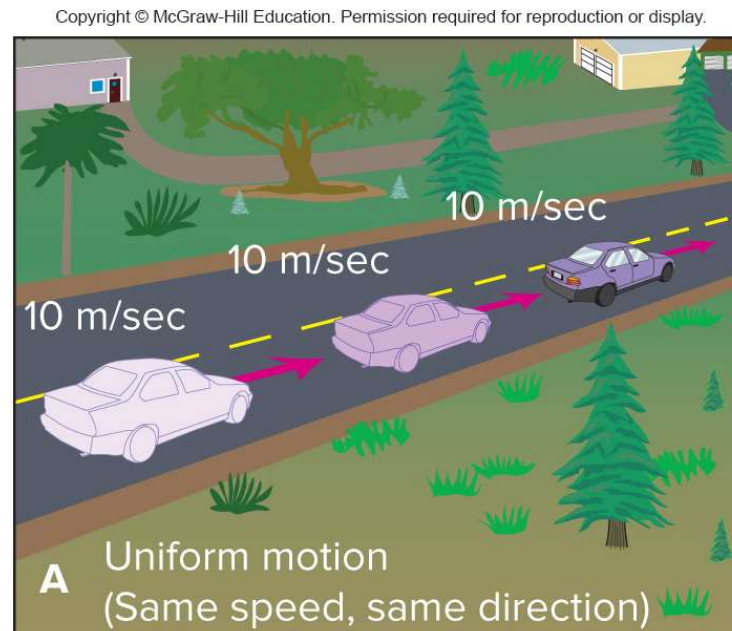 Copyright © McGraw-Hill Education. Permission required for reproduction or display.
10 m/sec
10 m/sec
10 m/sec
A Uniform motion
(Same speed, same direction)